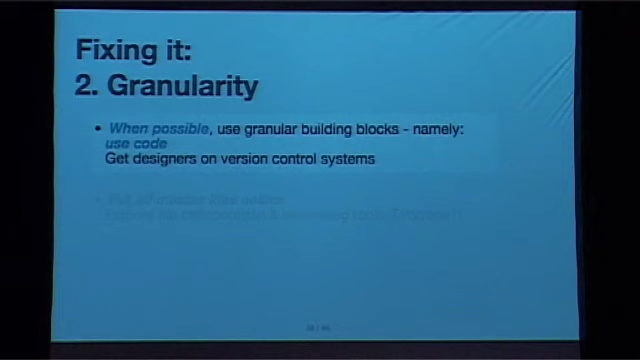 Fixing it:
2. Granularity
• When possible, use granular building blocks - namely:
use code
Get designers on version control systems